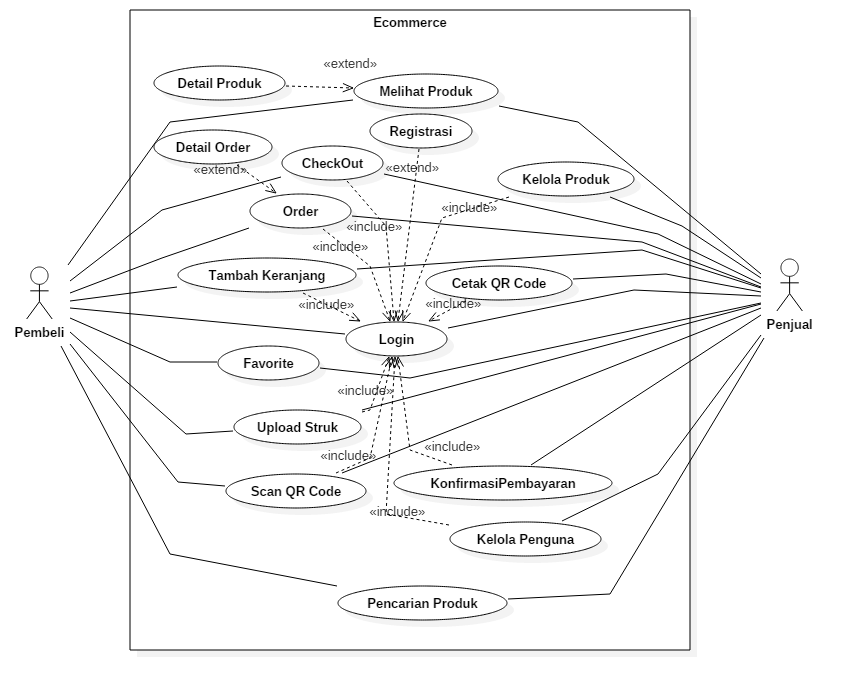 Ecommerce
«extend»
Detail Produk
Melihat Produk
Registrasi
Detail Order
CheckOut
«extend»
«extend»
Kelola Produk
Order
«include»
«include»
«include»
Tambah Keranjang
Cetak QR Code
«include»
«include»
Pembeli
Penjual
Login
Favorite
«include»
Upload Struk
«include»
«include»
Scan QR Code
KonfirmasiPembayaran
«include»
Kelola Penguna
Pencarian Produk